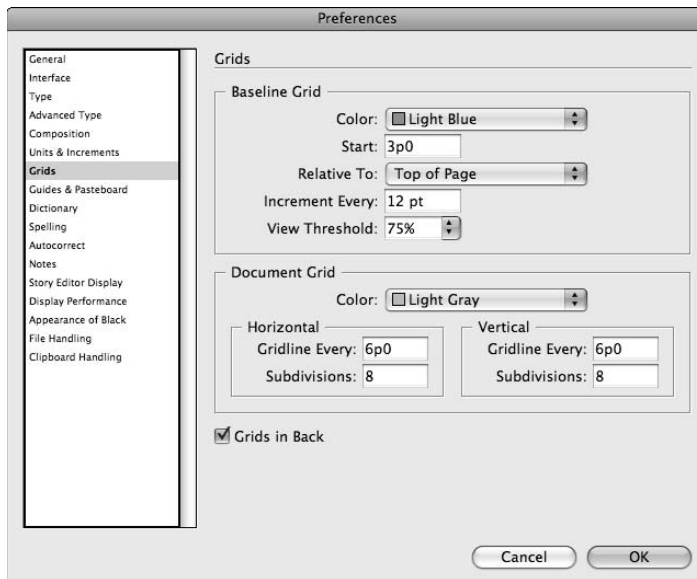 Preferences
General
Interface
Type
Advanced Type
Composition
Units & Increments
Grids
Guides & Pasteboard
Dictionary
Spelling
Autocorrect
Notes
Story Editor Display
Display Performance
Appearance of Black
File Handling
Clipboard Handling
Grids
Baseline Grid
Color: Light Blue
Start: 3p0
Relative To: Top of Page
Increment Every: 12 pt
View Threshold: 75%
Document Grid
Color: Light Gray
Horizontal
Gridline Every: 6p0
Subdivisions: 8
Vertical
Gridline Every: 6p0
Subdivisions: 8
Grids in Back
Cancel
OK